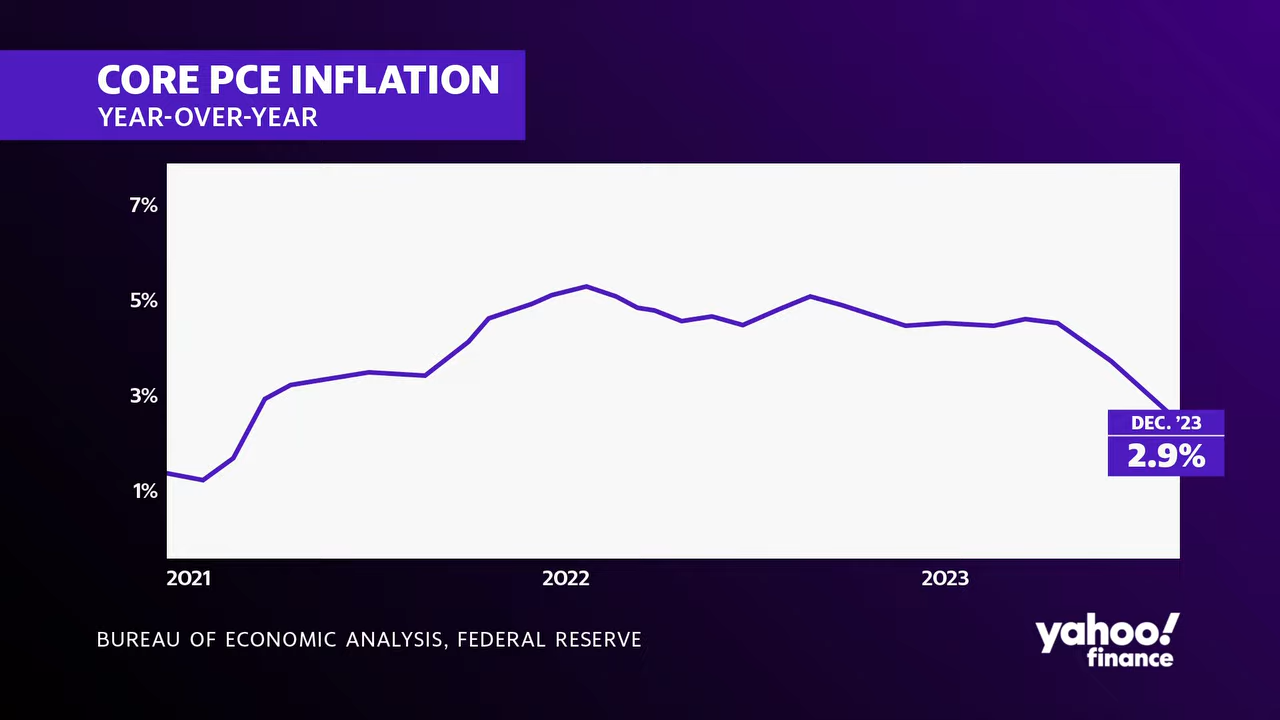 CORE PCE INFLATION
YEAR-OVER-YEAR
7%
5%
3%
1%
DEC. ’23
2.9%
2021 2022 2023
BUREAU OF ECONOMIC ANALYSIS, FEDERAL RESERVE
yahoo!
finance